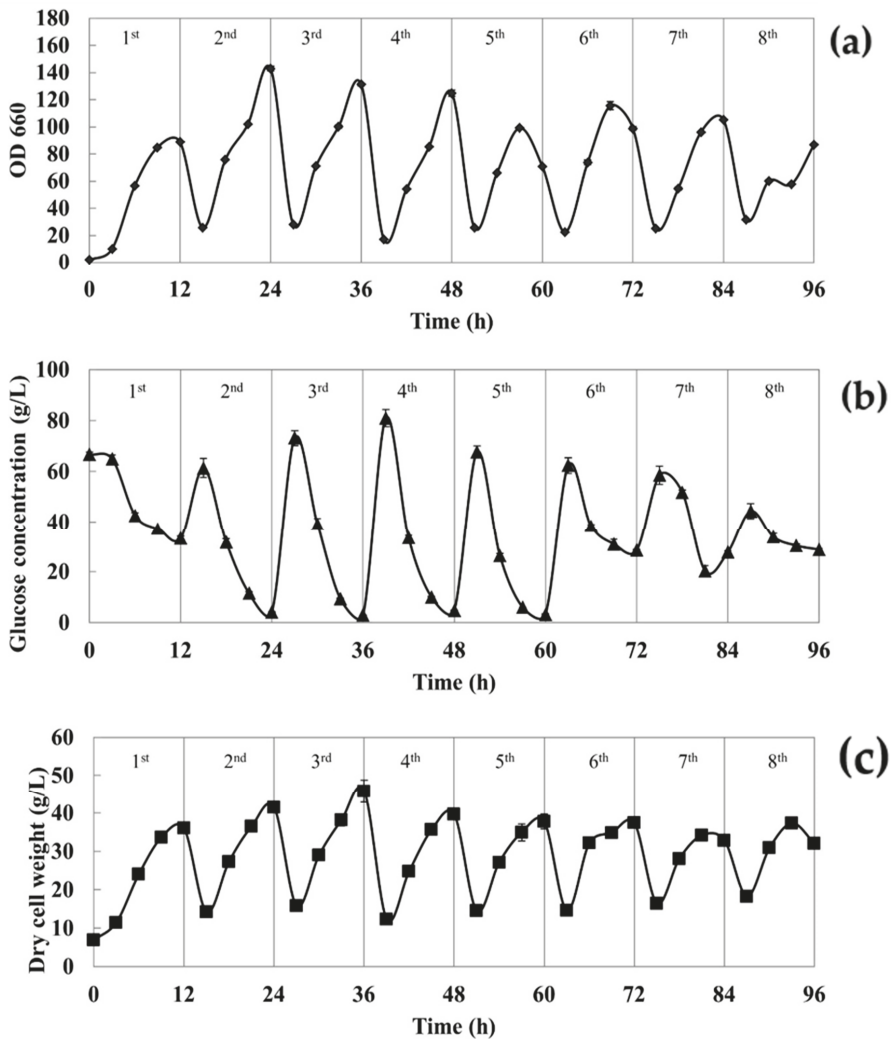 180
160
140
120
100
80
60
40
20
0
OD 660
1st 2nd 3rd 4th 5th 6th 7th 8th
(a)
0 12 24 36 48 60 72 84 96
Time (h)
100
80
60
40
20
0
Glucose concentration (g/L)
1st 2nd 3rd 4th 5th 6th 7th 8th
(b)
0 12 24 36 48 60 72 84 96
Time (h)
60
50
40
30
20
10
0
Dry cell weight (g/L)
1st 2nd 3rd 4th 5th 6th 7th 8th
(c)
0 12 24 36 48 60 72 84 96
Time (h)